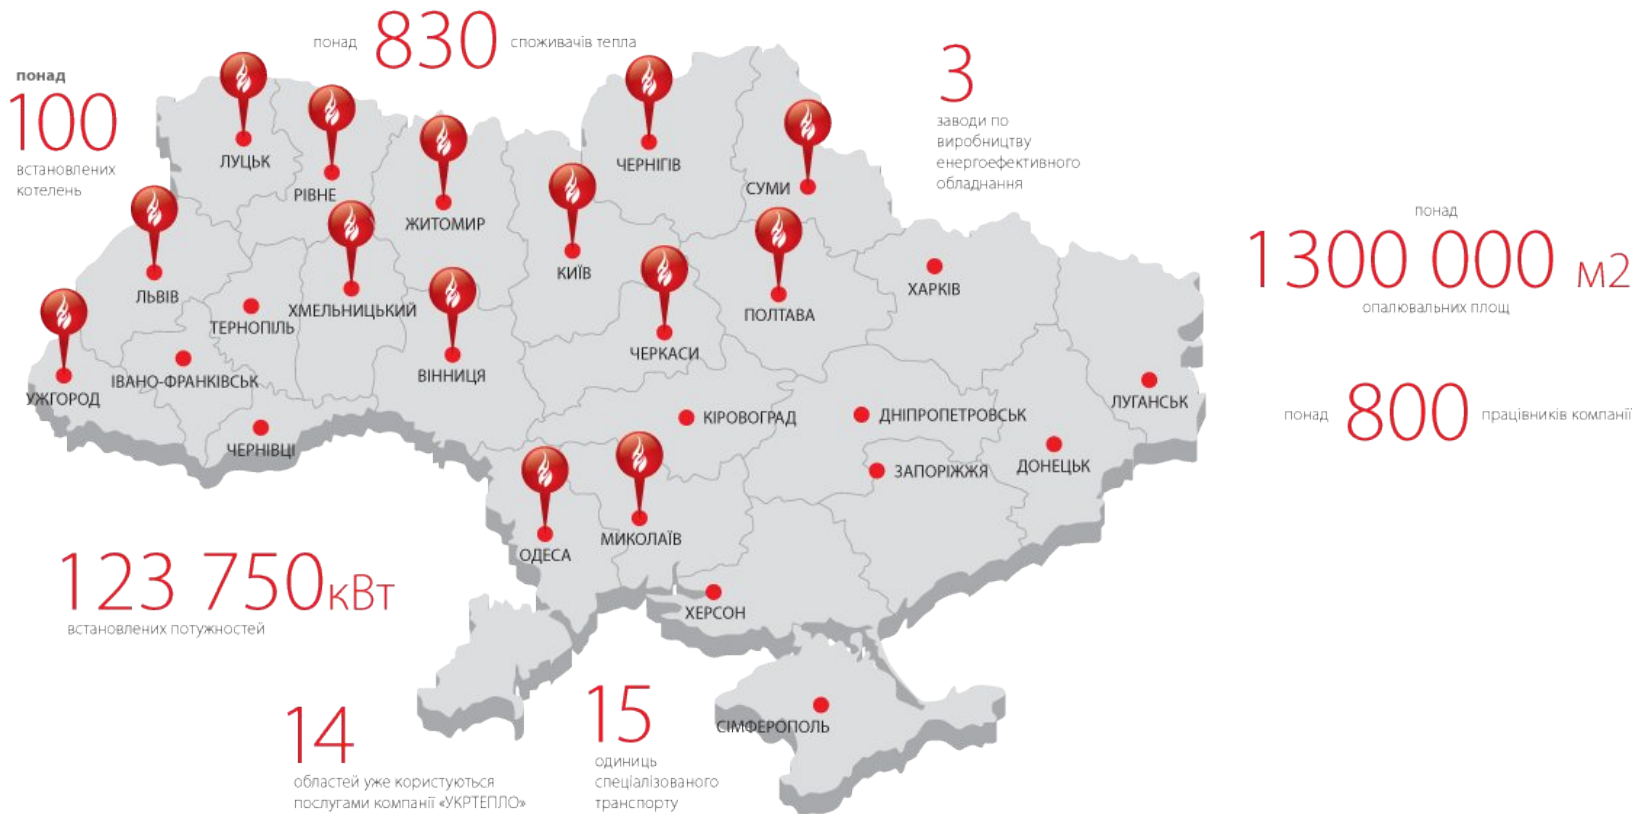 понад 830 споживачів тепла
понад
100
встановлених
котелень
3
заводи по
виробництву
енергоефективного
обладнання
понад
1300 000 м2
опалювальних площ
понад 800 працівників компанії
ЛУЦЬК
РІВНЕ
ЖИТОМИР
ЧЕРНІГІВ
СУМИ
КИЇВ
ЛЬВІВ
ТЕРНОПІЛЬ
ХМЕЛЬНИЦЬКИЙ
ПОЛТАВА
ХАРКІВ
ЧЕРКАСИ
ВІННИЦЯ
ІВАНО-ФРАНКІВСЬК
УЖГОРОД
ЧЕРНІВЦІ
КІРОВОГРАД
ДНІПРОПЕТРОВСЬК
ЛУГАНСЬК
ЗАПОРІЖЖЯ
ДОНЕЦЬК
ОДЕСА
МИКОЛАЇВ
ХЕРСОН
СІМФЕРОПОЛЬ
123 750кВт
встановлених потужностей
14
областей уже користуються
послугами компанії «УКРТЕПЛО»
15
одиниць
спеціалізованого
транспорту